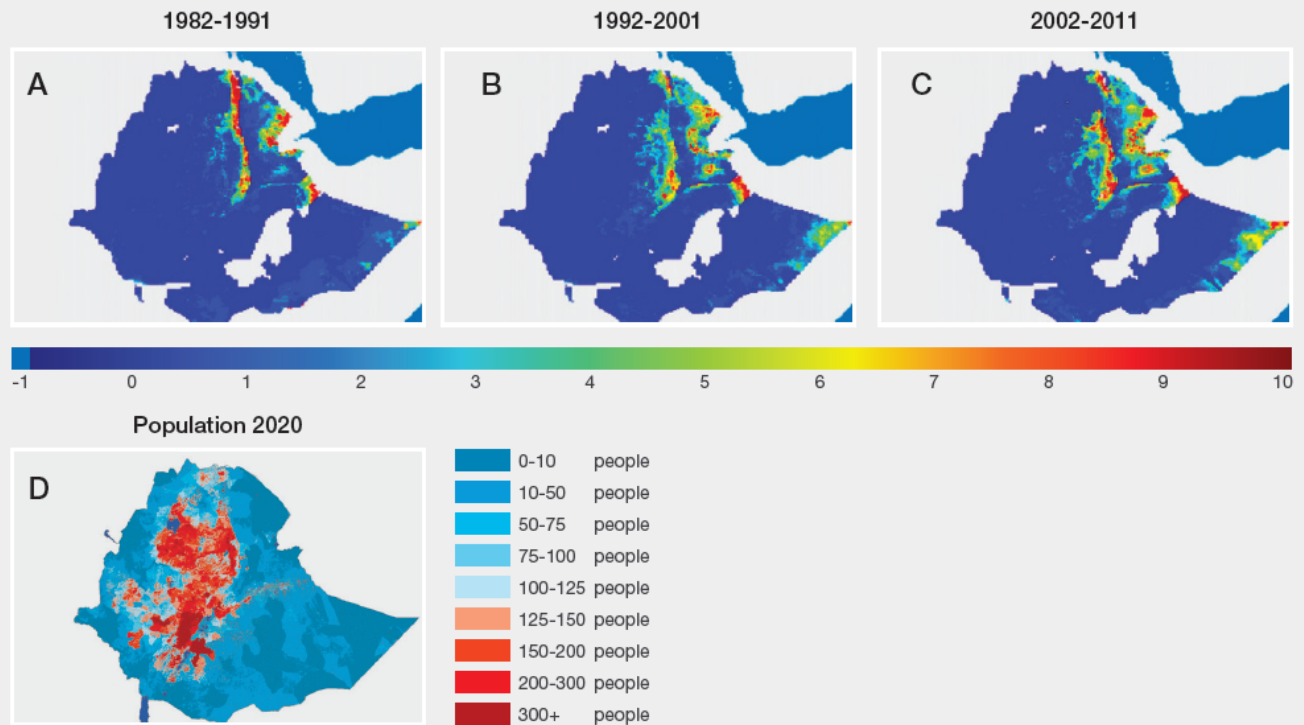 1982-1991
1992-2001
2002-2011
A
B
C
-1 0 1 2 3 4 5 6 7 8 9 10
Population 2020
D
0-10 people
10-50 people
50-75 people
75-100 people
100-125 people
125-150 people
150-200 people
200-300 people
300+ people